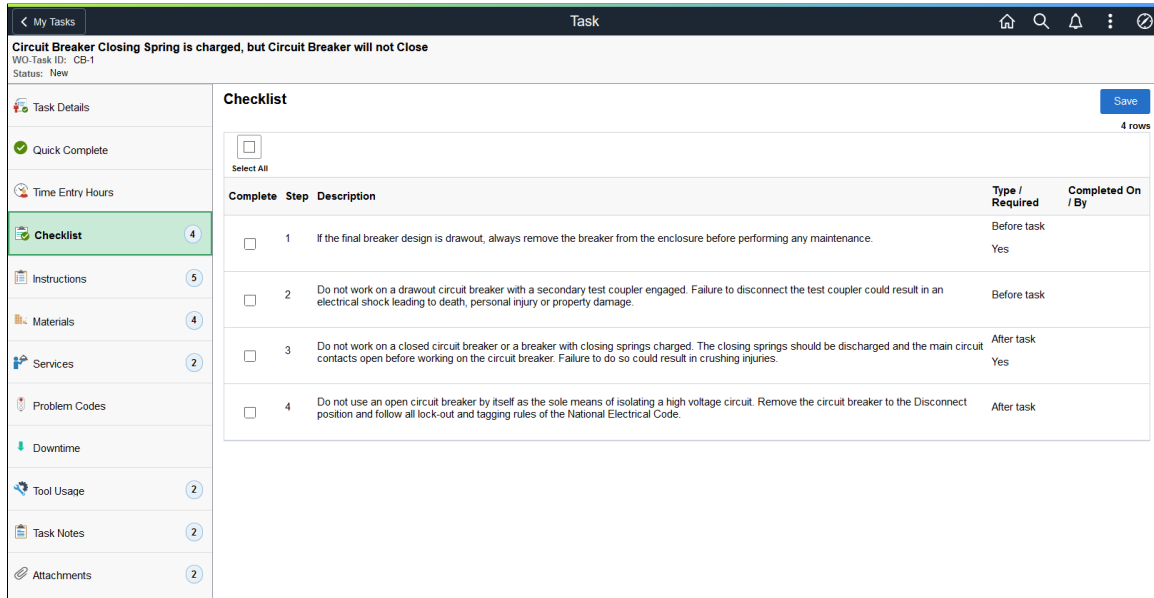 My Tasks
Task
Circuit Breaker Closing Spring is charged, but Circuit Breaker will not Close
WO-Task ID: CB-1
Status: New
Task Details
Quick Complete
Time Entry Hours
Checklist 4
Instructions 5
Materials 4
Services 2
Problem Codes
Downtime
Tool Usage 2
Task Notes 2
Attachments 2
Checklist
Save
4 rows
Select All
Complete Step Description Type / Required Completed On / By
1 If the final breaker design is drawout, always remove the breaker from the enclosure before performing any maintenance.
Before task
Yes
2 Do not work on a drawout circuit breaker with a secondary test coupler engaged. Failure to disconnect the test coupler could result in an
electrical shock leading to death, personal injury or property damage.
Before task
3 Do not work on a closed circuit breaker or a breaker with closing springs charged. The closing springs should be discharged and the main circuit
contacts open before working on the circuit breaker. Failure to do so could result in crushing injuries.
After task
Yes
4 Do not use an open circuit breaker by itself as the sole means of isolating a high voltage circuit. Remove the circuit breaker to the Disconnect
position and follow all lock-out and tagging rules of the National Electrical Code.
After task